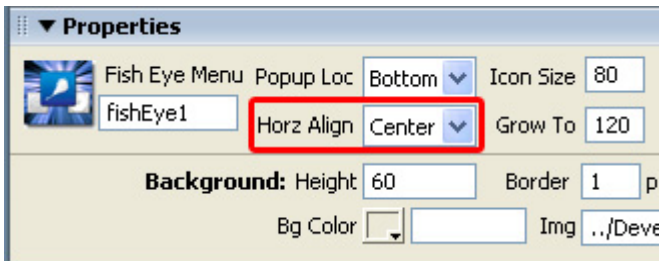 Properties
Fish Eye Menu Popup Loc Bottom Icon Size 80
fishEye1 Horz Align Center Grow To 120
Background: Height 60 Border 1 p
Bg Color Img ../Deve